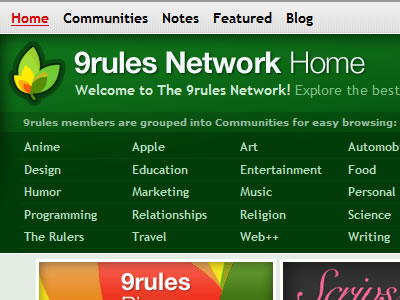 Home Communities Notes Featured Blog
9rules Network Home
Welcome to The 9rules Network! Explore the best
9rules members are grouped into Communities for easy browsing:
Anime Apple Art
Design Education Entertainment Food
Humor Marketing Music Personal
Programming Relationships Religion Science
The Rulers Travel Web++ Writing
9rules